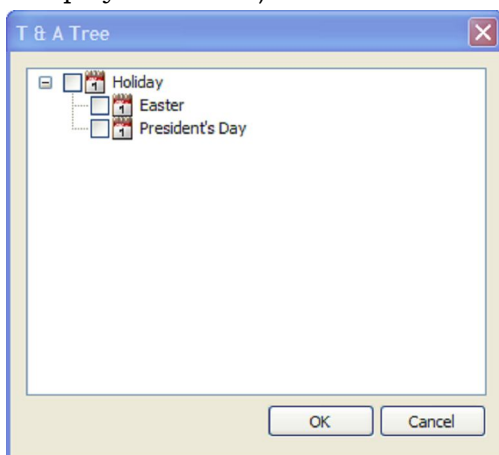 T & A Tree
Holiday
Easter
President's Day
OK
Cancel